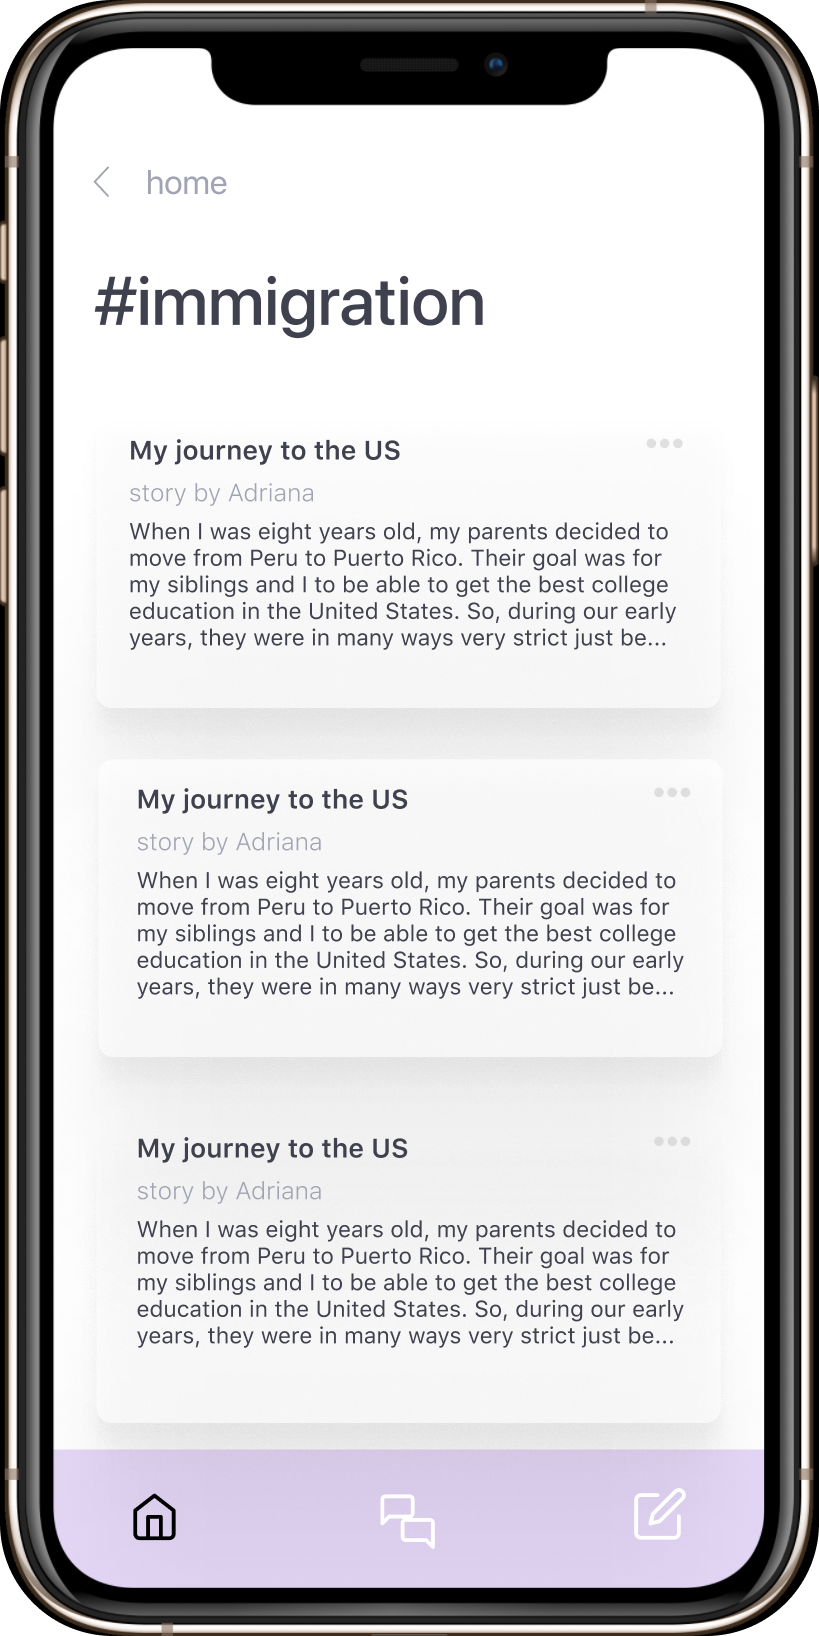 home
#immigration
My journey to the US
story by Adriana
When I was eight years old, my parents decided to
move from Peru to Puerto Rico. Their goal was for
my siblings and I to be able to get the best college
education in the United States. So, during our early
years, they were in many ways very strict just be...
My journey to the US
story by Adriana
When I was eight years old, my parents decided to
move from Peru to Puerto Rico. Their goal was for
my siblings and I to be able to get the best college
education in the United States. So, during our early
years, they were in many ways very strict just be...
My journey to the US
story by Adriana
When I was eight years old, my parents decided to
move from Peru to Puerto Rico. Their goal was for
my siblings and I to be able to get the best college
education in the United States. So, during our early
years, they were in many ways very strict just be...